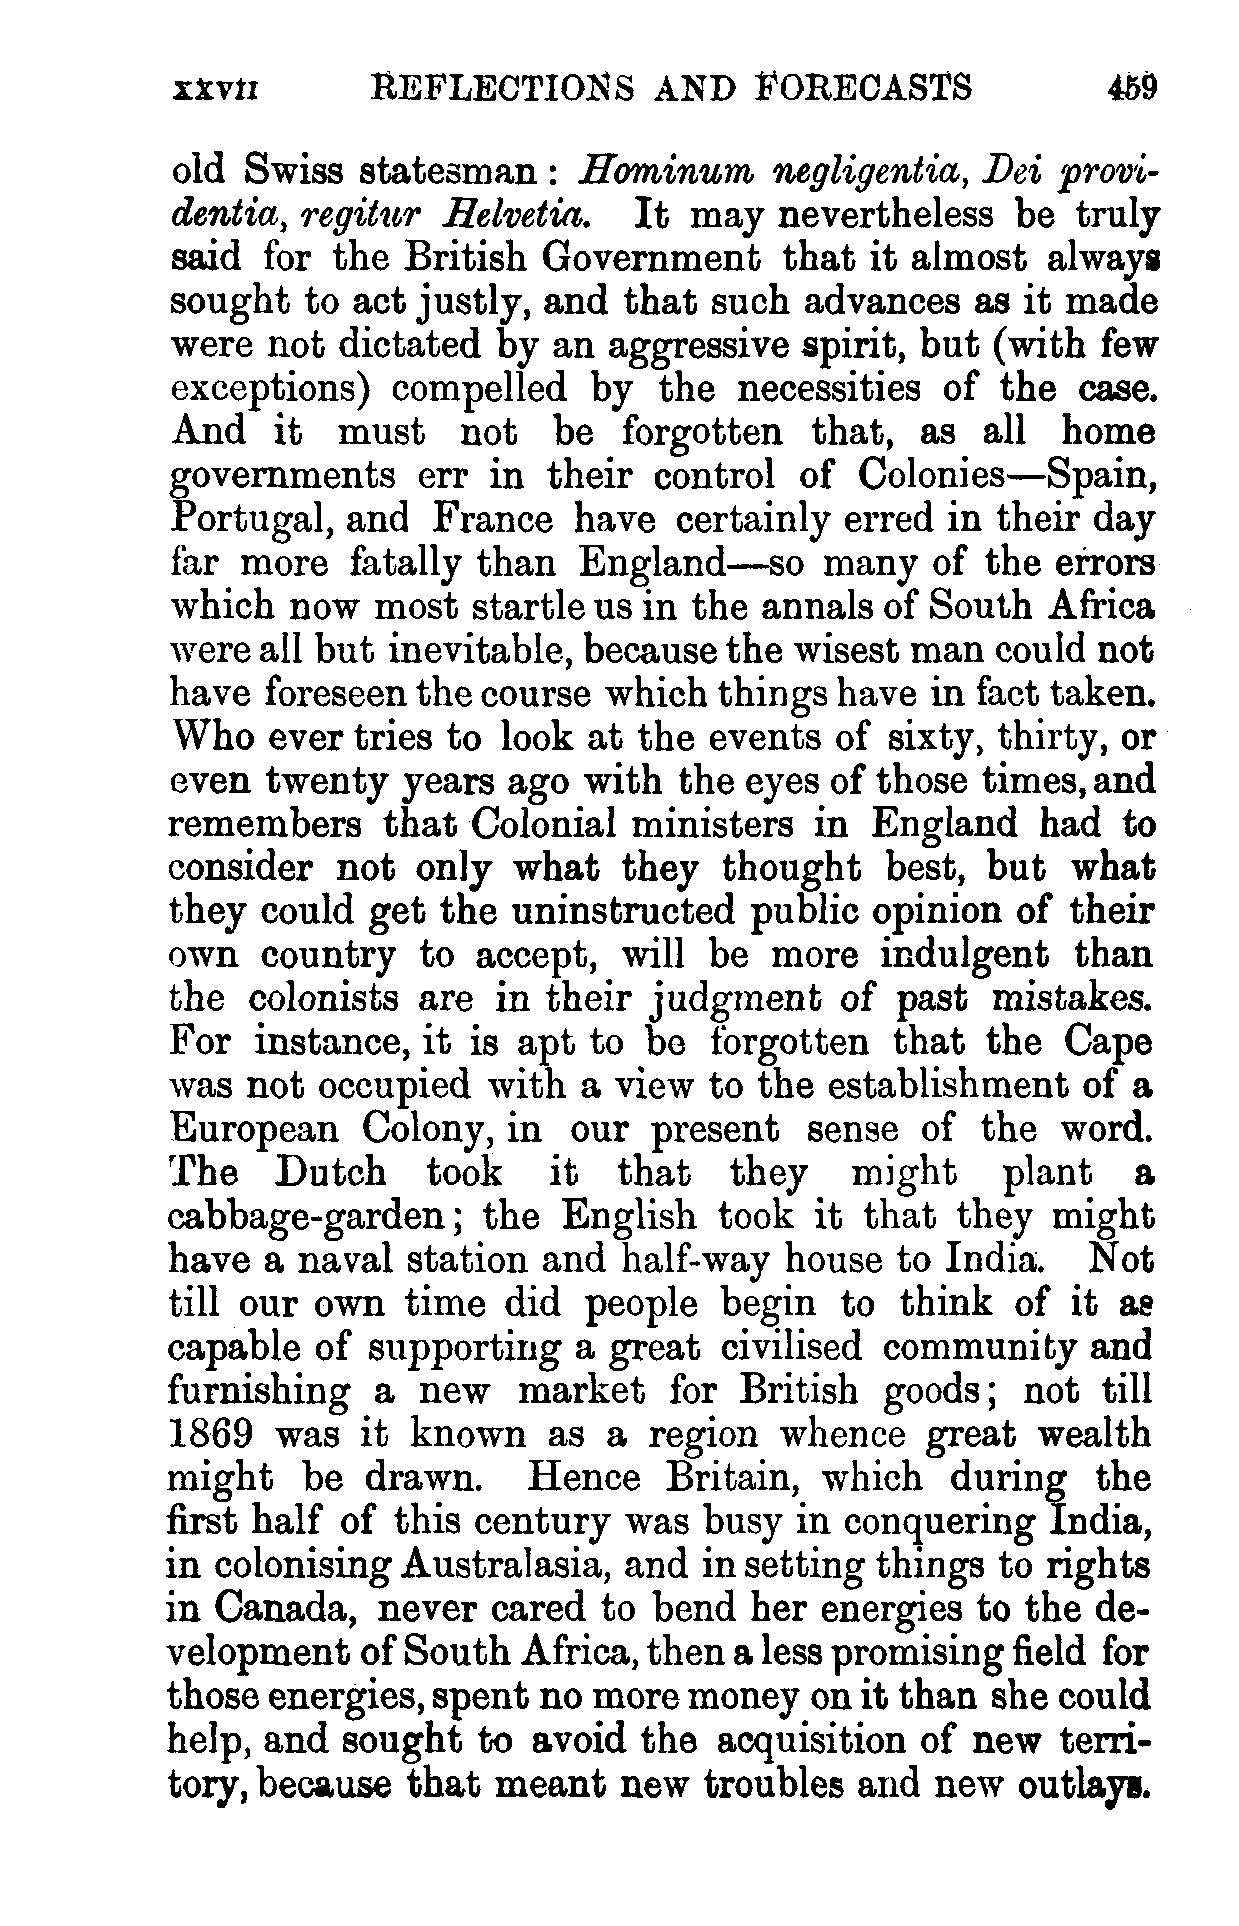 XXVII REFLECTIONS AND FORECASTS 459
old Swiss statesman : Hominum negligentia, Dei provi-
dentia, regitur Helvetia. It may nevertheless be truly
said for the British Government that it almost always
sought to act justly, and that such advances as it made
were not dictated by an aggressive spirit, but (with few
exceptions) compelled by the necessities of the case.
And it must not be forgotten that, as all home
governments err in their control of Colonies—Spain,
Portugal, and France have certainly erred in their day
far more fatally than England—so many of the errors
which now most startle us in the annals of South Africa
were all but inevitable, because the wisest man could not
have foreseen the course which things have in fact taken.
Who ever tries to look at the events of sixty, thirty, or
even twenty years ago with the eyes of those times, and
remembers that Colonial ministers in England had to
consider not only what they thought best, but what
they could get the uninstructed public opinion of their
own country to accept, will be more indulgent than
the colonists are in their judgment of past mistakes.
For instance, it is apt to be forgotten that the Cape
was not occupied with a view to the establishment of a
European Colony, in our present sense of the word.
The Dutch took it that they might plant a
cabbage-garden; the English took it that they might
have a naval station and half-way house to India. Not
till our own time did people begin to think of it as
capable of supporting a great civilised community and
furnishing a new market for British goods; not till
1869 was it known as a region whence great wealth
might be drawn. Hence Britain, which during the
first half of this century was busy in conquering India,
in colonising Australasia, and in setting things to rights
in Canada, never cared to bend her energies to the de-
velopment of South Africa, then a less promising field for
those energies, spent no more money on it than she could
help, and sought to avoid the acquisition of new terri-
tory, because that meant new troubles and new outlays.